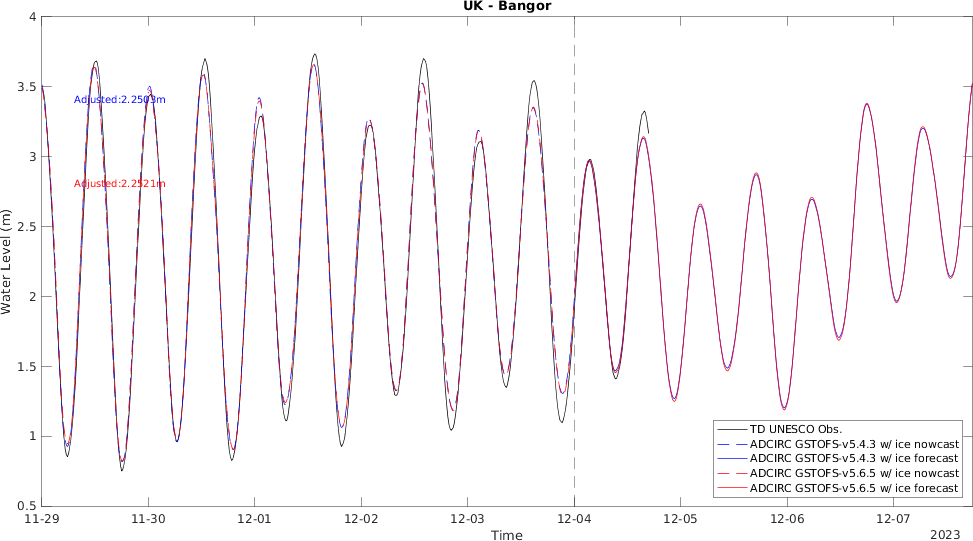 UK - Bangor
4
3.5
3
2.5
2
1.5
1
0.5
Water Level (m)
Adjusted:2.2503m
Adjusted:2.2521m
TD UNESCO Obs.
ADCIRC GSTOFS-v5.4.3 w/ ice nowcast
ADCIRC GSTOFS-v5.4.3 w/ ice forecast
ADCIRC GSTOFS-v5.6.5 w/ ice nowcast
ADCIRC GSTOFS-v5.6.5 w/ ice forecast
11-29 11-30 12-01 12-02 12-03 12-04 12-05 12-06 12-07
Time
2023